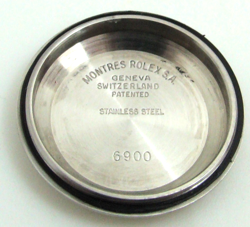 MONTRES ROLEX S.A.
GENEVA
SWITZERLAND
PATENTED
STAINLESS STEEL
6900